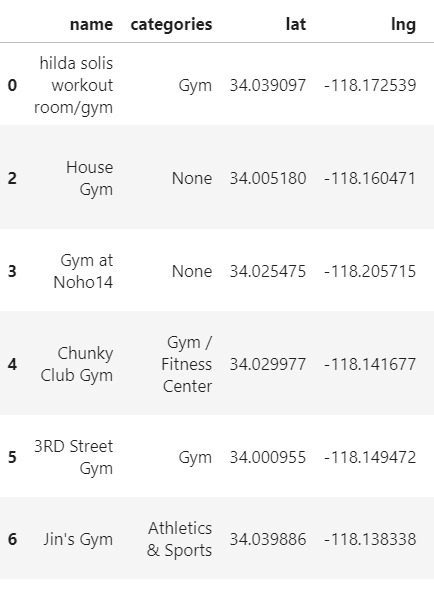 name categories lat lng
hilda solis
workout
room/gym
0 Gym 34.039097 -118.172539
House
Gym
2 None 34.005180 -118.160471
Gym at
Noho14
3 None 34.025475 -118.205715
Chunky
Club Gym
4 Gym /
Fitness
Center
34.029977 -118.141677
3RD Street
Gym
5 Gym 34.000955 -118.149472
6 Jin's Gym Athletics
& Sports
34.039886 -118.138338